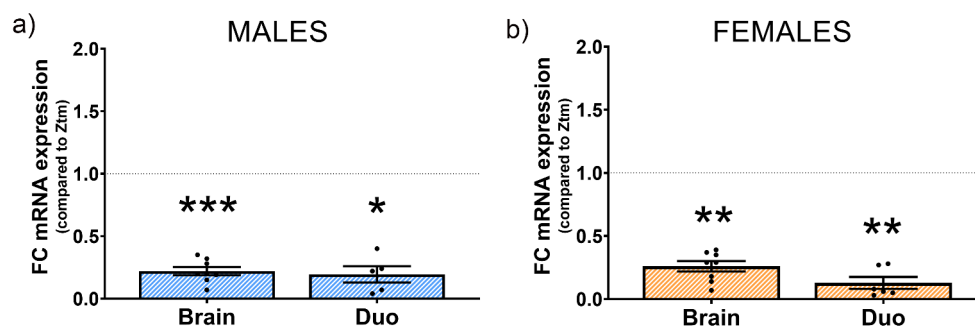 a)
MALES
FC mRNA expression
(compared to Ztm)
2.0
1.5
1.0
0.5
0.0
***
*
Brain
Duo
b)
FEMALES
FC mRNA expression
(compared to Ztm)
2.0
1.5
1.0
0.5
0.0
**
**
Brain
Duo